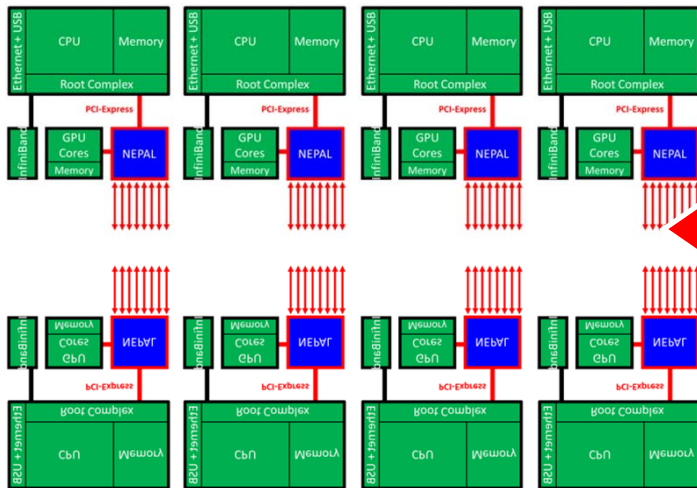 Ethernet + USB CPU Memory Ethernet + USB CPU Memory Ethernet + USB CPU Memory Ethernet + USB CPU Memory
Root Complex Root Complex Root Complex Root Complex
PCI-Express PCI-Express PCI-Express PCI-Express
InfiniBand GPU NEPAL InfiniBand GPU NEPAL InfiniBand GPU NEPAL InfiniBand GPU NEPAL
Cores Cores Cores Cores
Memory Memory Memory Memory
InfiniBand Memory NEPAL InfiniBand Memory NEPAL InfiniBand Memory NEPAL InfiniBand Memory NEPAL
Cores Cores Cores Cores
GPU GPU GPU GPU
PCI-Express PCI-Express PCI-Express PCI-Express
Root Complex Root Complex Root Complex Root Complex
Ethernet + USB CPU Memory Ethernet + USB CPU Memory Ethernet + USB CPU Memory Ethernet + USB CPU Memory